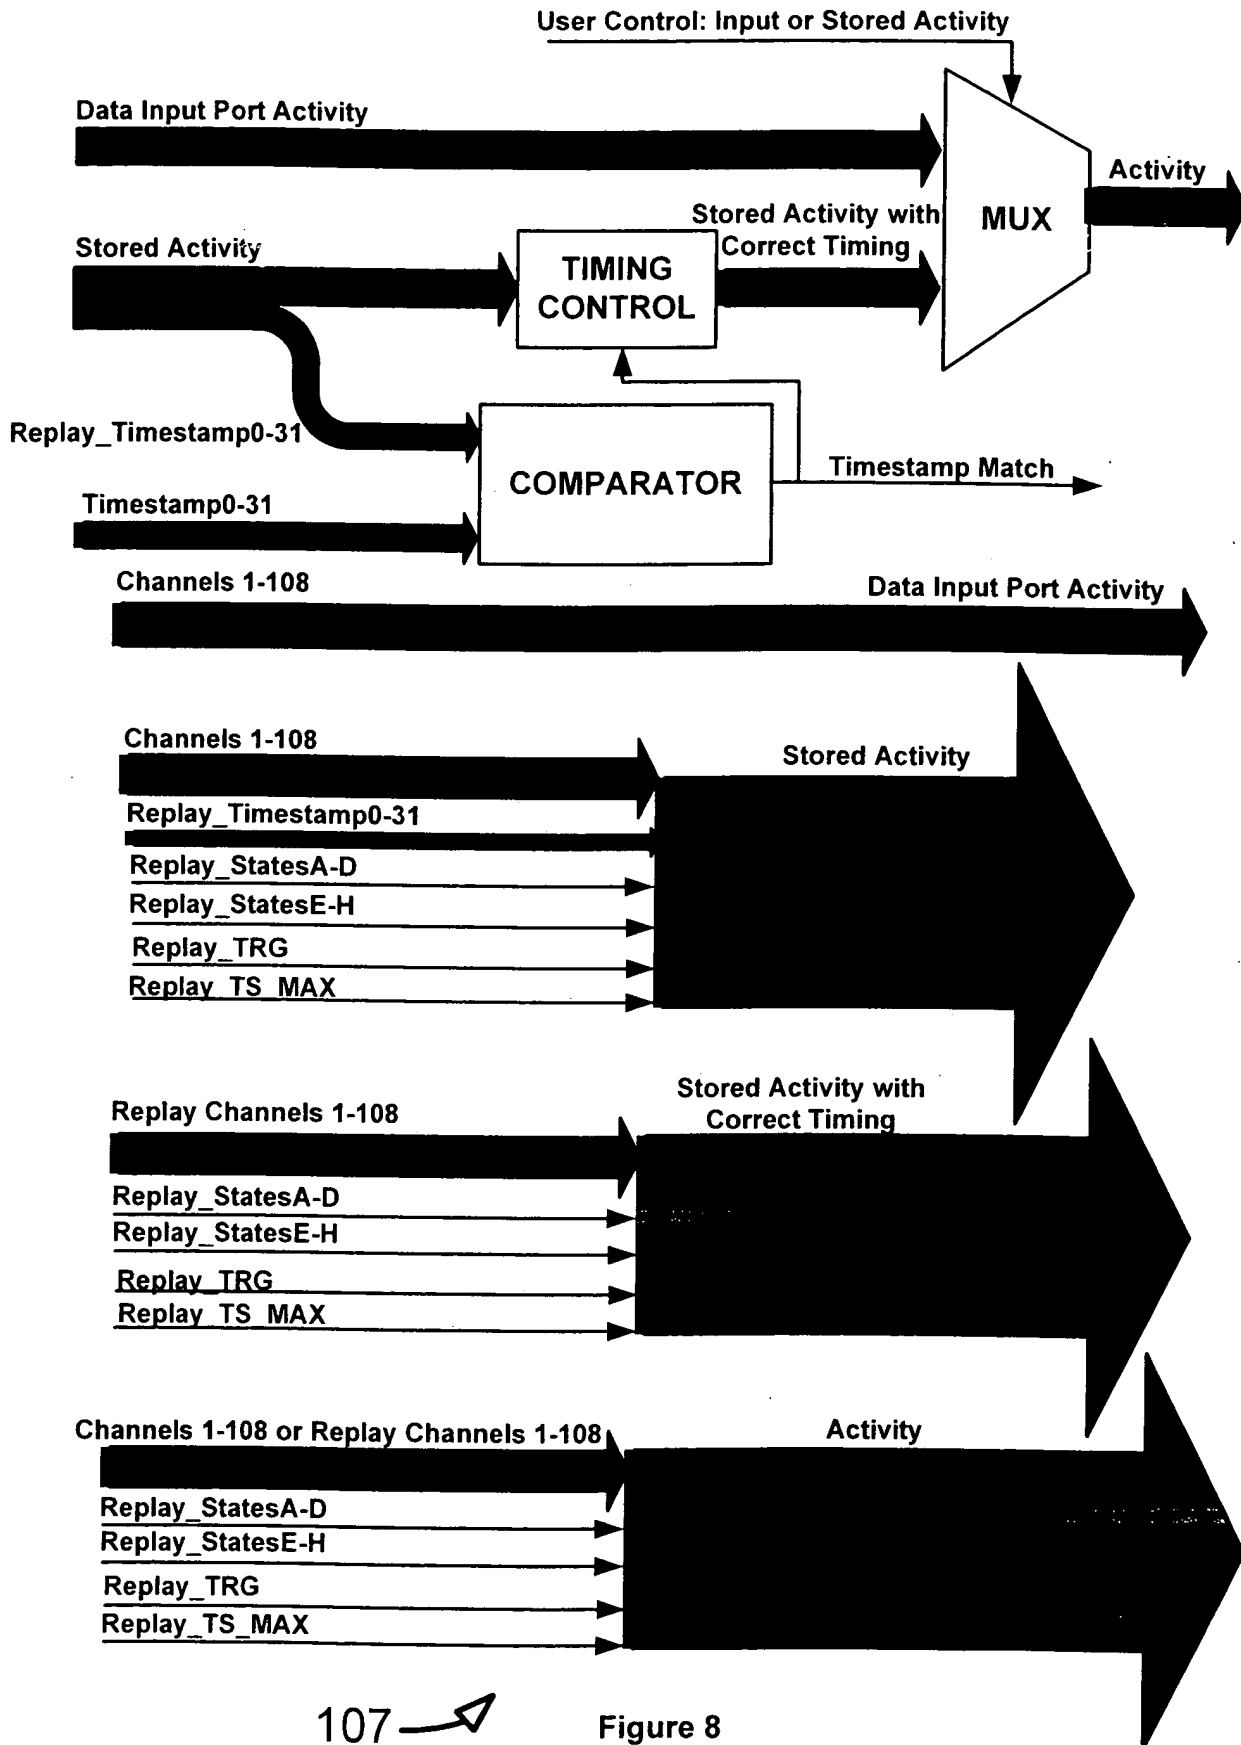 User Control: Input or Stored Activity
Data Input Port Activity
Activity
MUX
Stored Activity with
Correct Timing
Stored Activity
TIMING
CONTROL
Replay_Timestamp0-31
COMPARATOR
Timestamp Match
Timestamp0-31
Channels 1-108
Data Input Port Activity
Channels 1-108
Stored Activity
Replay_Timestamp0-31
Replay_StatesA-D
Replay_StatesE-H
Replay_TRG
Replay_TS_MAX
Stored Activity with
Correct Timing
Replay Channels 1-108
Replay_StatesA-D
Replay_StatesE-H
Replay_TRG
Replay_TS_MAX
Channels 1-108 or Replay Channels 1-108
Activity
Replay_StatesA-D
Replay_StatesE-H
Replay_TRG
Replay_TS_MAX
107
Figure 8